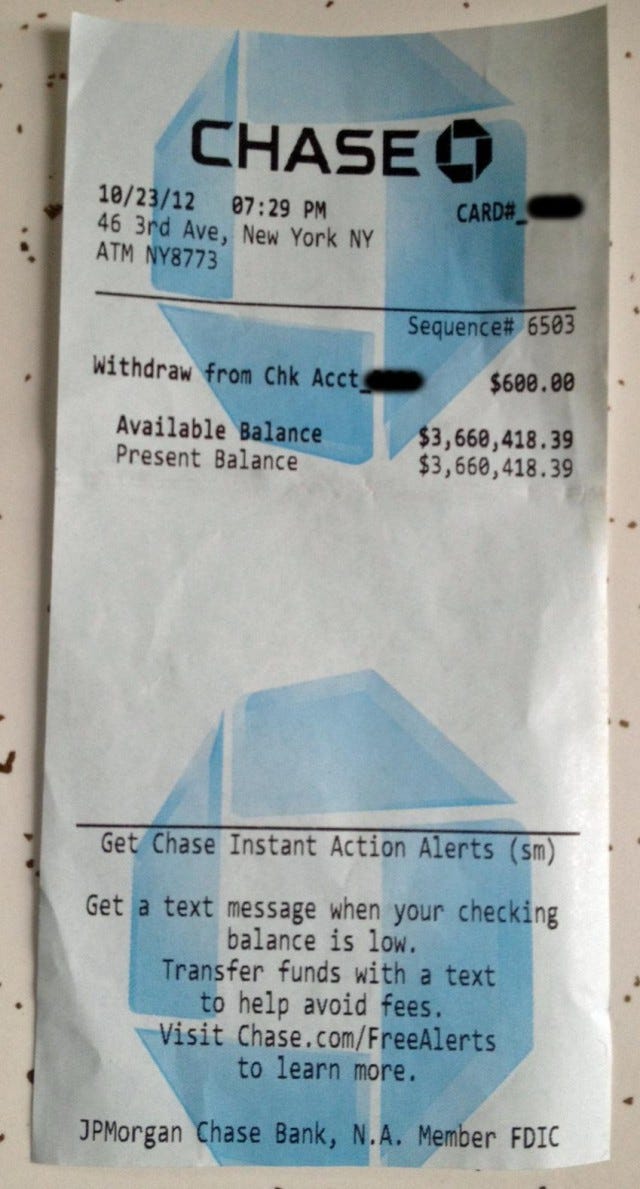 CHASE
10/23/12 07:29 PM CARD#_
46 3rd Ave, New York NY
ATM NY8773
Sequence# 6503
Withdraw from Chk Acct_ $600.00
Available Balance $3,660,418.39
Present Balance $3,660,418.39
Get Chase Instant Action Alerts (sm)
Get a text message when your checking
balance is low.
Transfer funds with a text
to help avoid fees.
Visit Chase.com/FreeAlerts
to learn more.
JPMorgan Chase Bank, N.A. Member FDIC